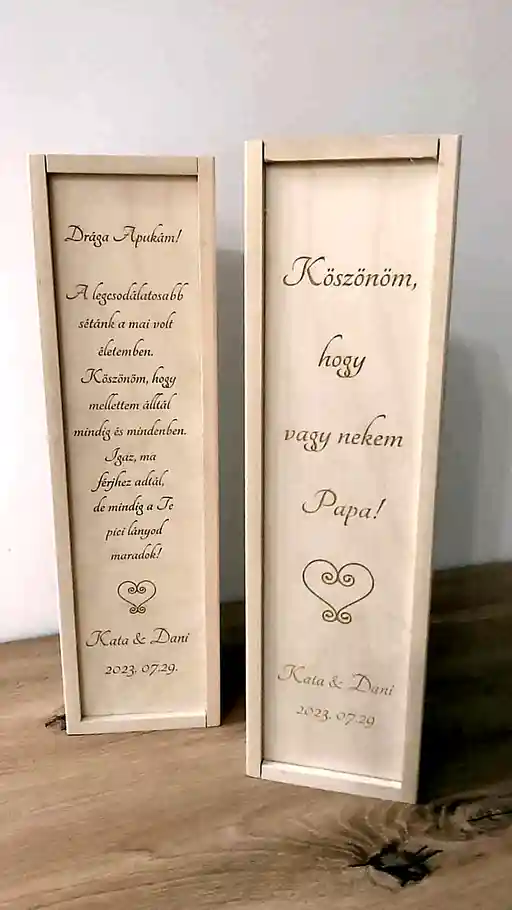 Drága Apukám!
A legcsodálatosabb
sétánk a mai volt
életemben.
Köszönöm, hogy
mellettem álltál
mindig és mindenben.
Igaz, ma
férjhez adtál,
de mindig a Te
pici lányod
maradok!
Kata & Dani
2023. 07.29.
Köszönöm,
hogy
vagy nekem
Papa!
Kata & Dani
2023. 07.29